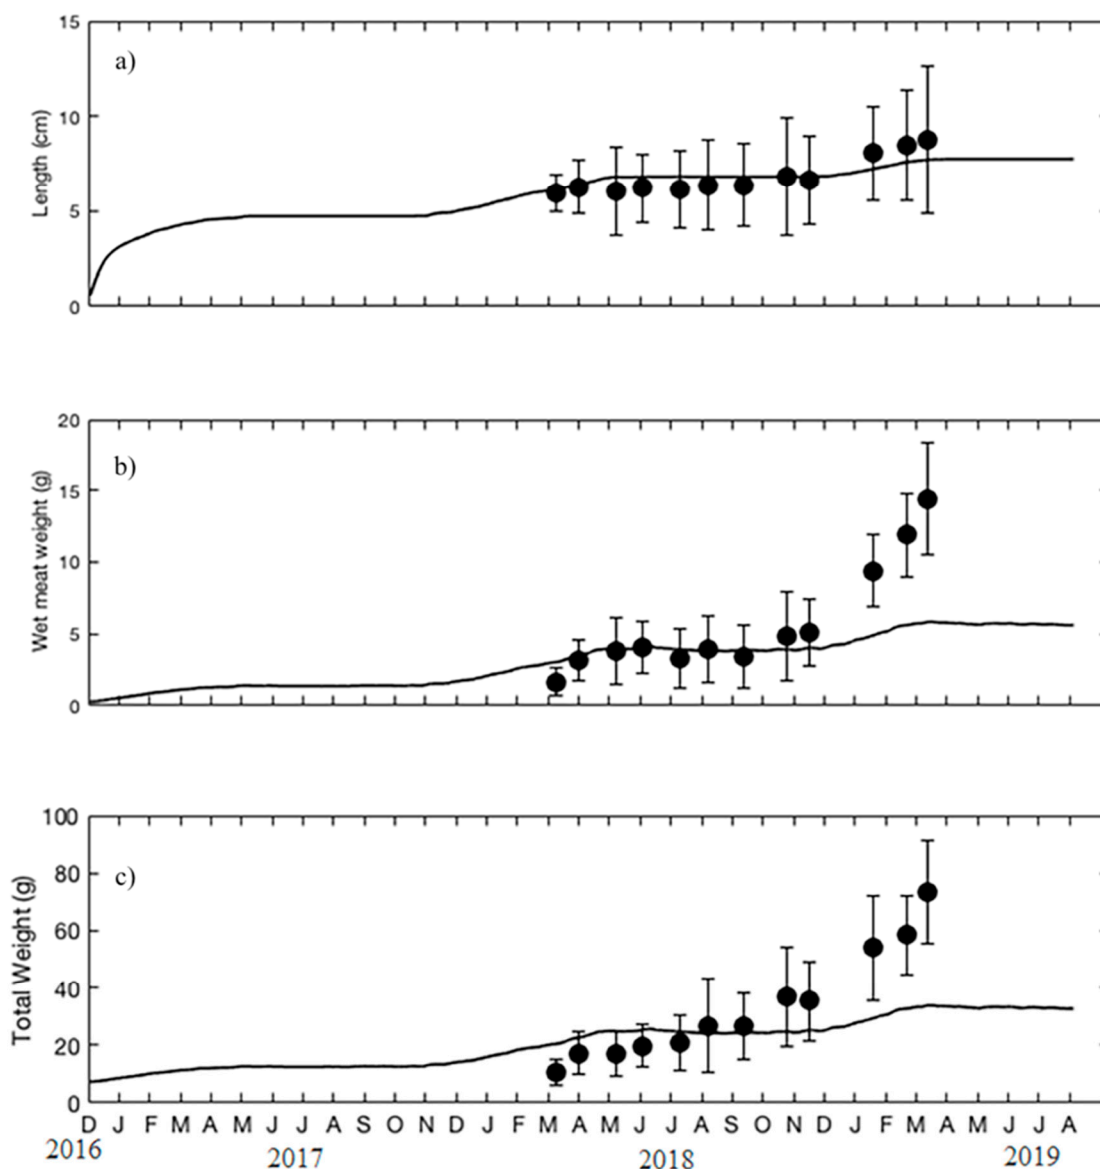 15
a)
10
Length (cm)
5
0
20
b)
15
Wet meat weight (g)
10
5
0
100
80
c)
60
Total Weight (g)
40
20
0
D J F M A M J J A S O N D J F M A M J J A S O N D J F M A M J J A
2016 2017 2018 2019